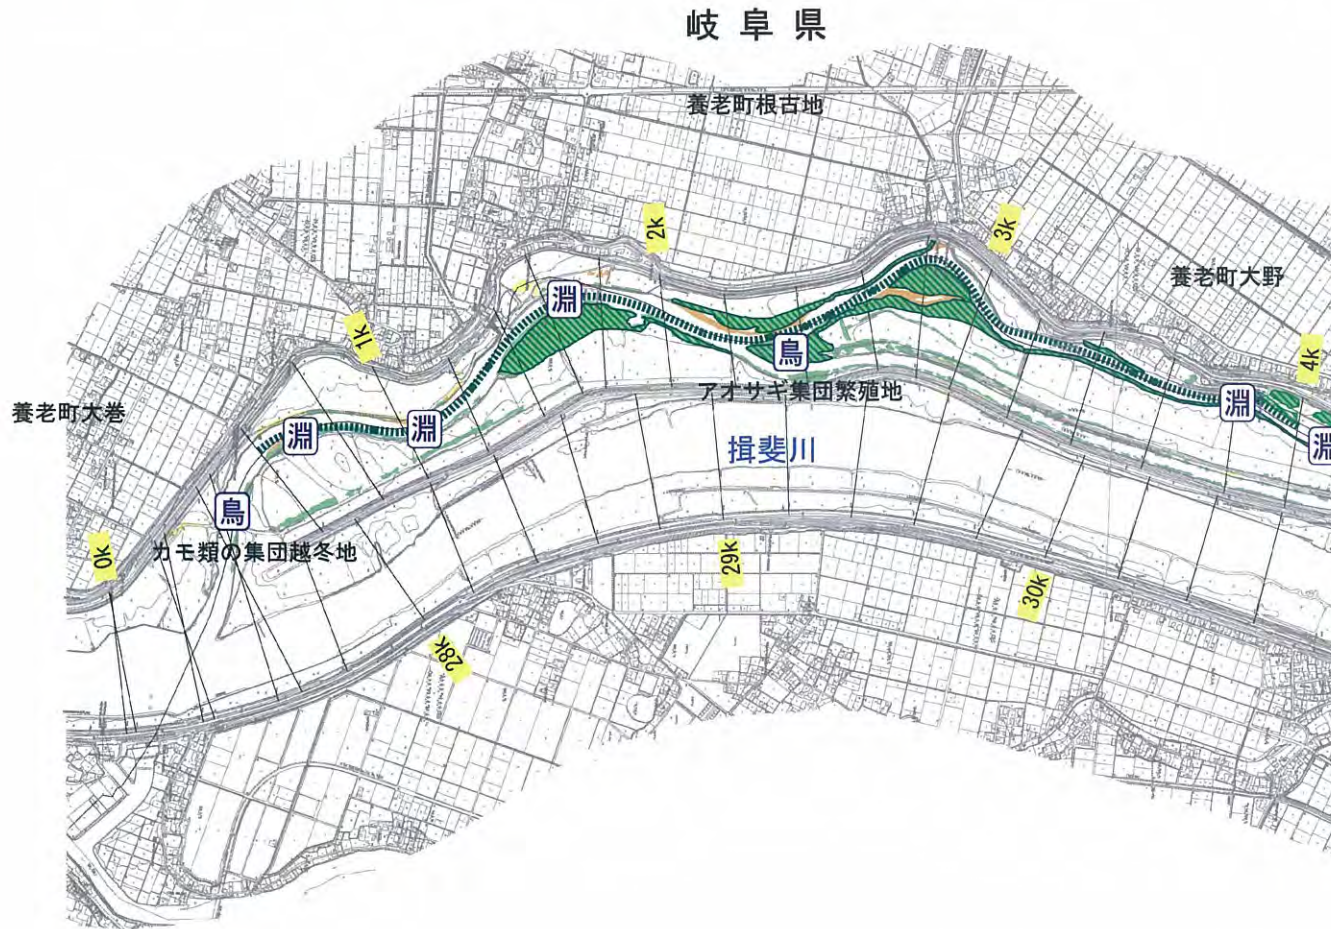 岐阜県
養老町根古地
2k
3k
養老町大野
1k
淵
4k
鳥
養老町大巻
アオサギ集団繁殖地
淵
淵
淵
淵
揖斐川
鳥
カモ類の集団越冬地
0k
29k
30k
28k